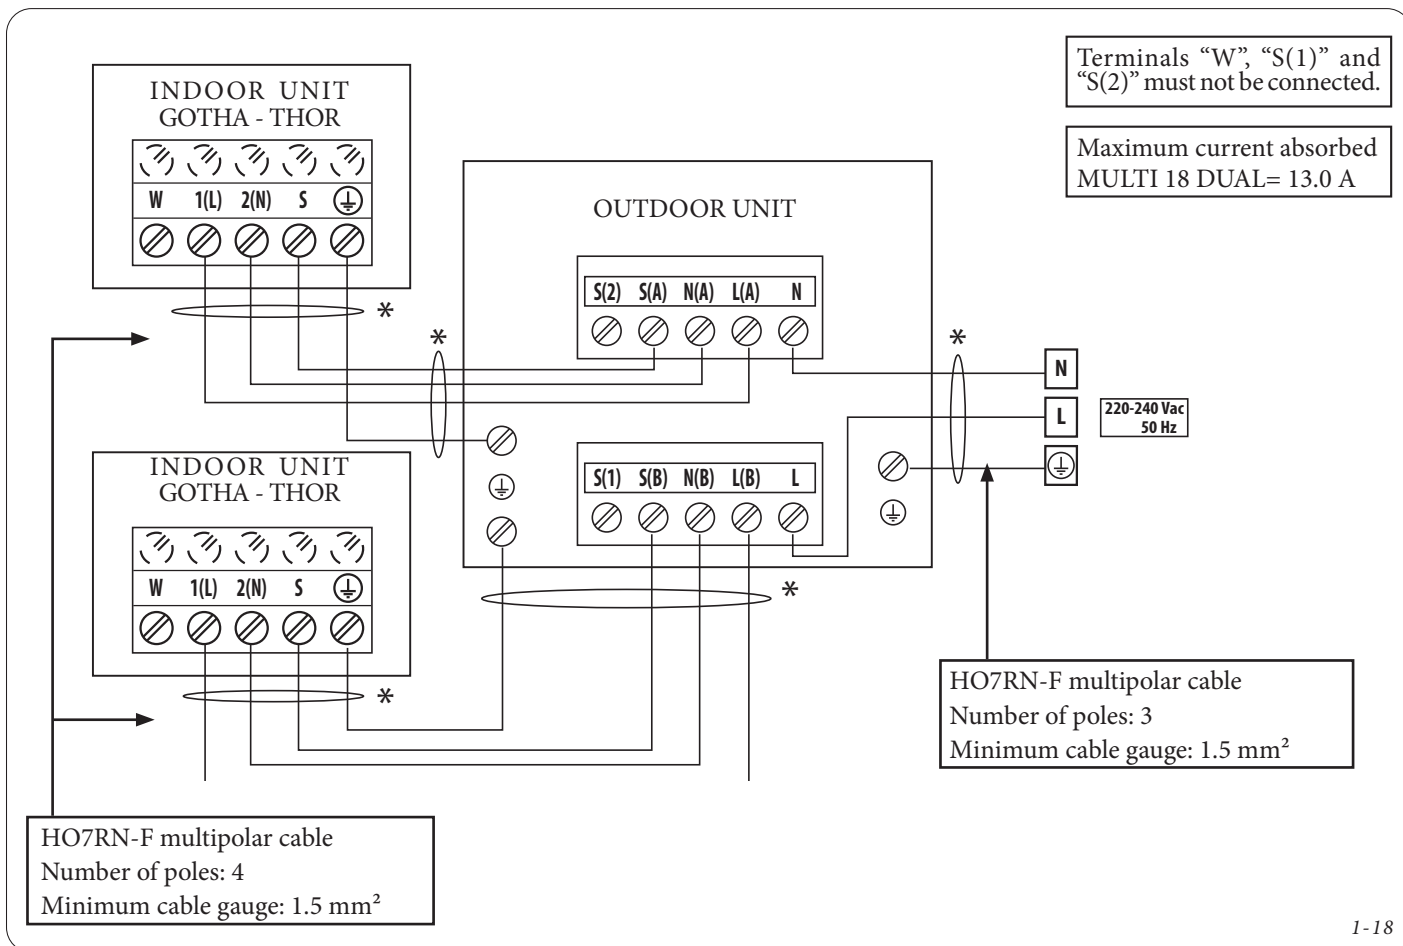 Terminals “W”, “S(1)” and
“S(2)” must not be connected.
Maximum current absorbed
MULTI 18 DUAL= 13.0 A
INDOOR UNIT
GOTHA - THOR
W 1(L) 2(N) S
*
OUTDOOR UNIT
S(2) S(A) N(A) L(A) N
*
*
N
L
220-240 Vac
50 Hz
S(1) S(B) N(B) L(B) L
*
INDOOR UNIT
GOTHA - THOR
W 1(L) 2(N) S
*
HO7RN-F multipolar cable
Number of poles: 3
Minimum cable gauge: 1.5 mm²
HO7RN-F multipolar cable
Number of poles: 4
Minimum cable gauge: 1.5 mm²
1-18